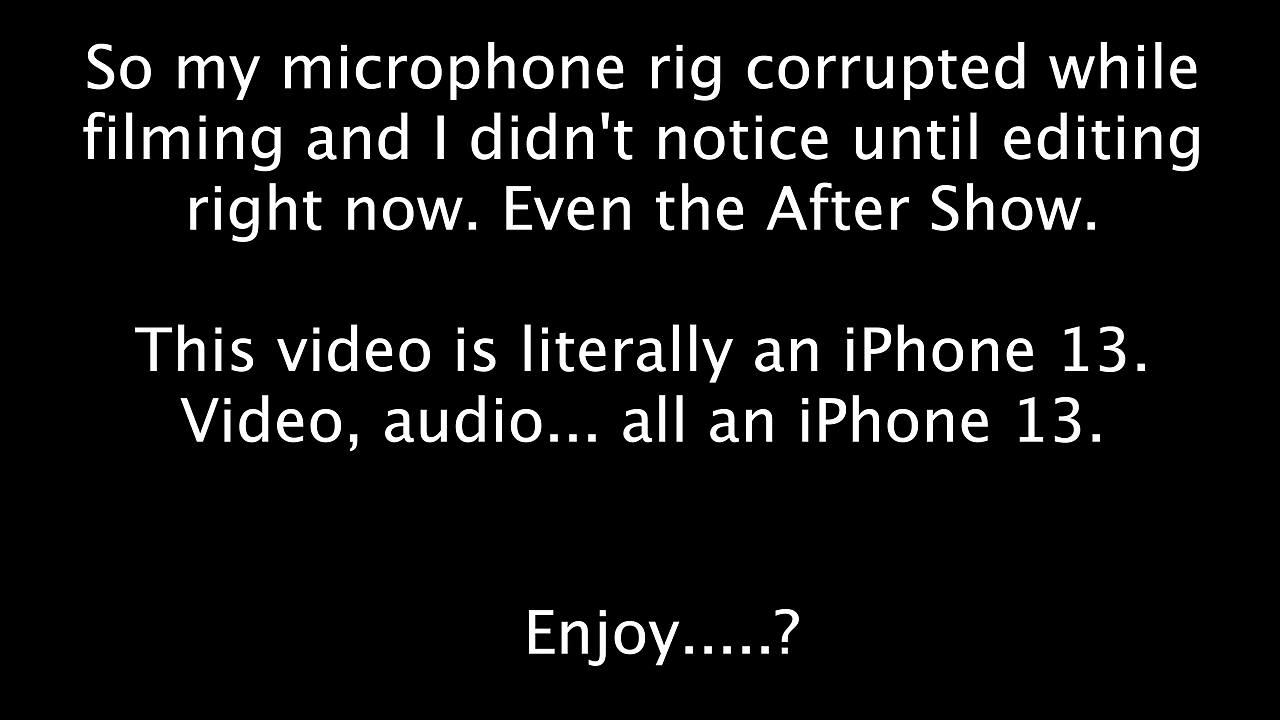 So my microphone rig corrupted while
filming and I didn't notice until editing
right now. Even the After Show.
This video is literally an iPhone 13.
Video, audio... all an iPhone 13.
Enjoy.....?